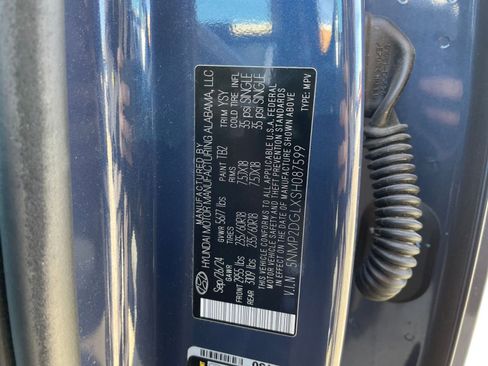 MANUFACTURED BY
HYUNDAI MOTOR MANUFACTURING ALABAMA, LLC
Sep/26/24 GVWR 5677 lbs PAINT TB2 TRIM YSY
GAWR TIRES RIMS COLD TIRE INFL
FRONT 2955 lbs 235/60R18 7.5JX18 35 psi SINGLE
REAR 3109 lbs 235/60R18 7.5JX18 35 psi SINGLE
THIS VEHICLE CONFORMS TO ALL APPLICABLE U.S.A. FEDERAL
MOTOR VEHICLE SAFETY AND THEFT PREVENTION STANDARDS
IN EFFECT ON THE DATE OF MANUFACTURE SHOWN ABOVE.
V.I.N: 5NMP2DGLXSH087599 TYPE: MPV